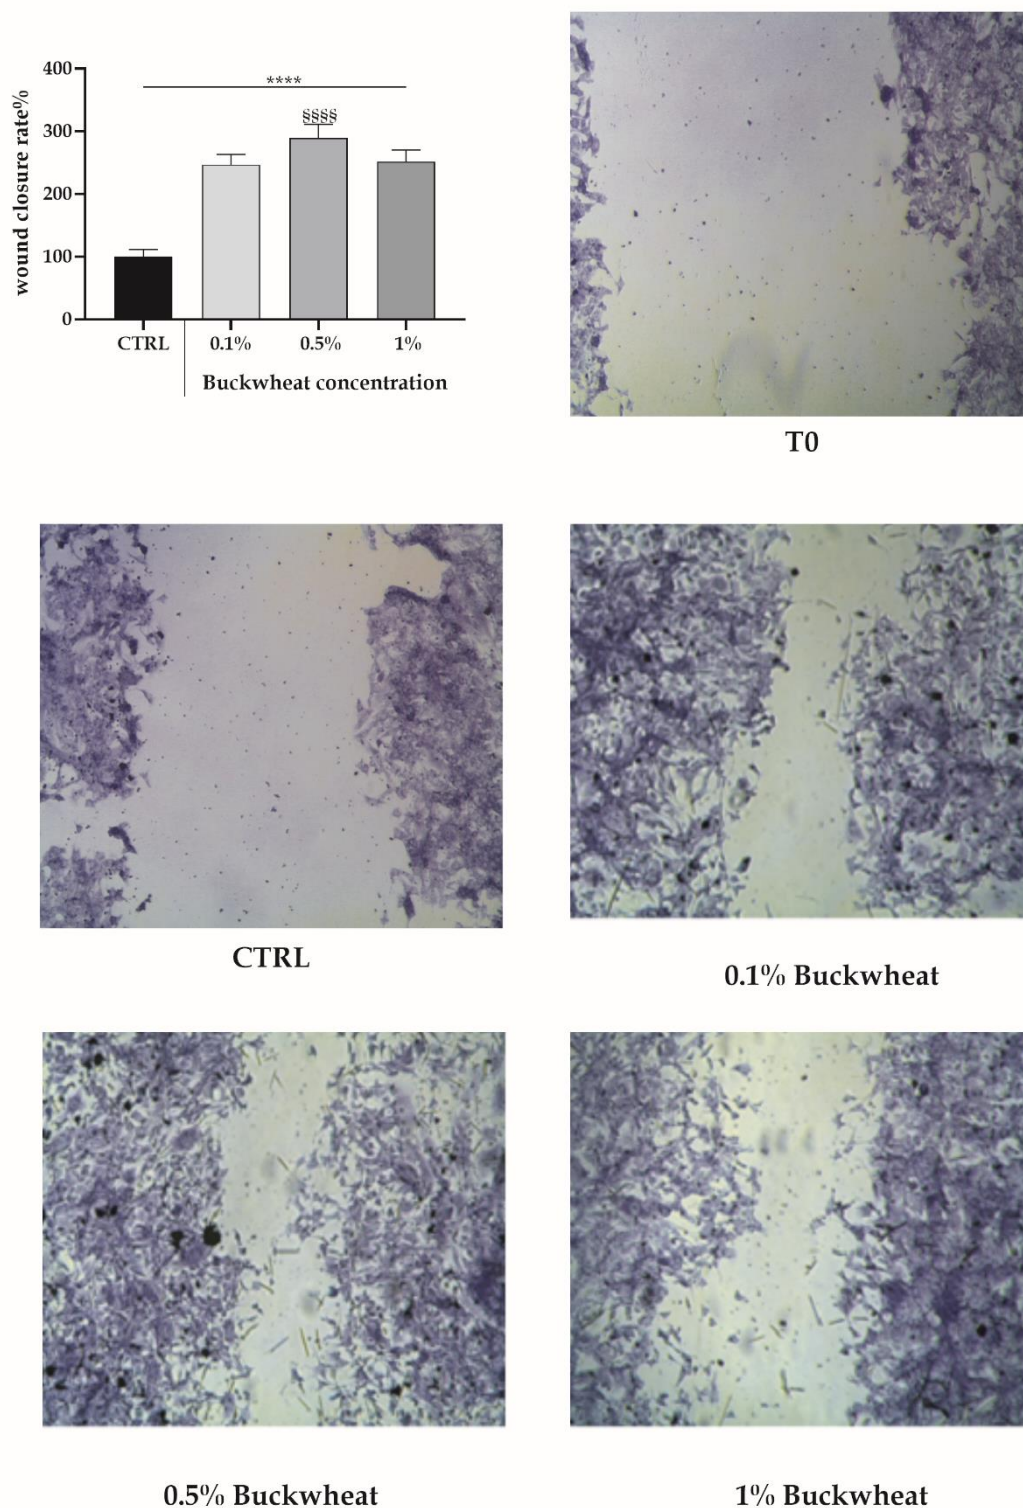 wound closure rate%
400
300
200
100
0
****
§§§§
CTRL 0.1% 0.5% 1%
Buckwheat concentration
T0
CTRL
0.1% Buckwheat
0.5% Buckwheat
1% Buckwheat